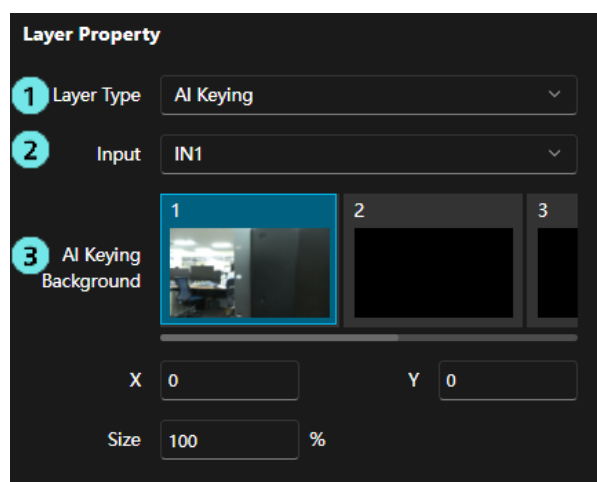 Layer Property
1 Layer Type AI Keying
2 Input IN1
1 2 3
3 AI Keying
Background
X 0 Y 0
Size 100 %